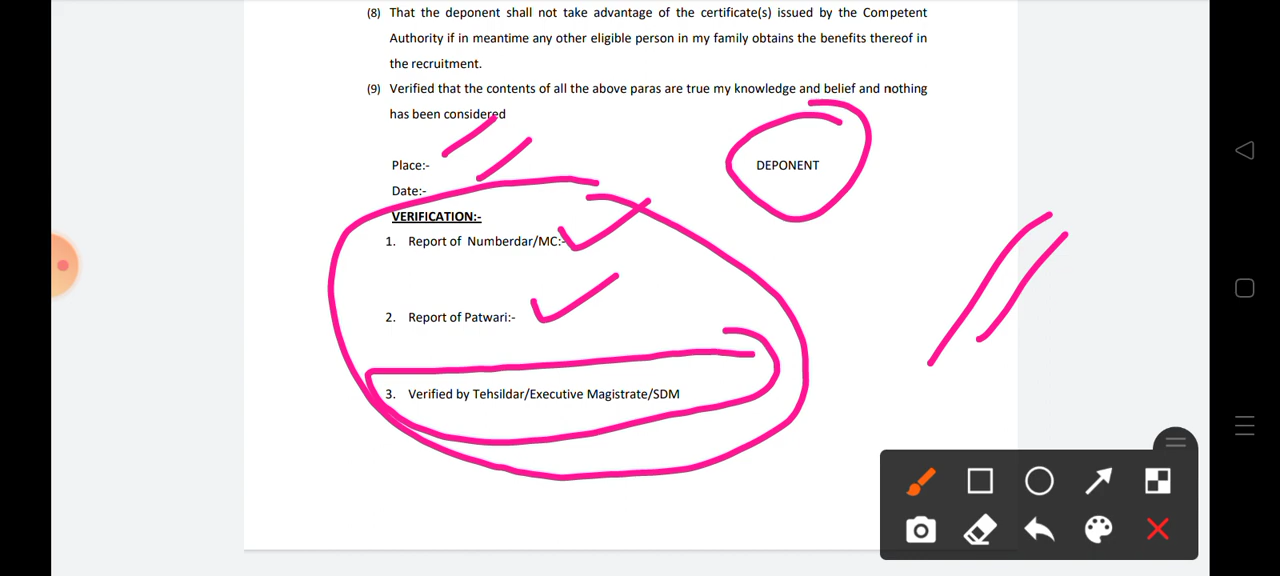 (8) That the deponent shall not take advantage of the certificate(s) issued by the Competent
Authority if in meantime any other eligible person in my family obtains the benefits thereof in
the recruitment.
(9) Verified that the contents of all the above paras are true my knowledge and belief and nothing
has been considered
Place:-
DEPONENT
Date:-
VERIFICATION:-
1. Report of Numberdar/MC:-
2. Report of Patwari:-
3. Verified by Tehsildar/Executive Magistrate/SDM